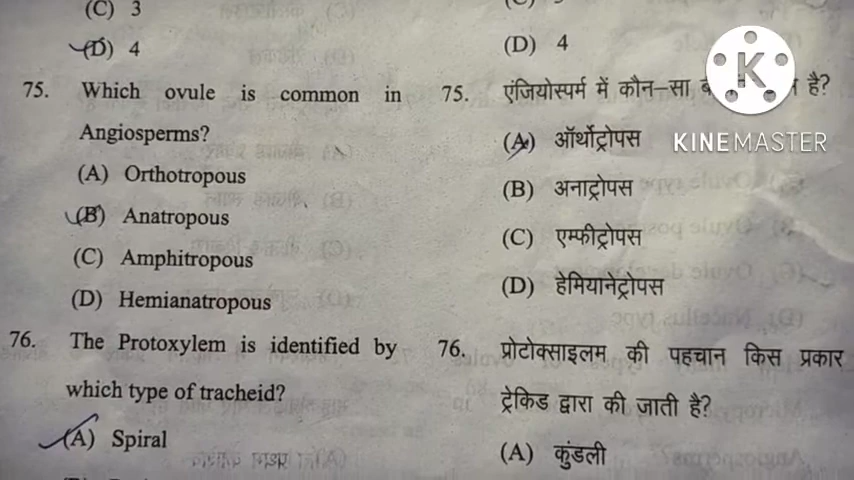 (C) 3
(D) 4
75. Which ovule is common in
Angiosperms?
(A) Orthotropous
(B) Anatropous
(C) Amphitropous
(D) Hemianatropous
76. The Protoxylem is identified by
which type of tracheid?
(A) Spiral
(D) 4
75. एंजियोस्पर्म में कौन-सा है?
(A) ऑर्थोट्रोपस
(B) अनाट्रोपस
(C) एम्फीट्रोपस
(D) हेमियानेट्रोपस
76. प्रोटोक्साइलम की पहचान किस प्रकार
ट्रेकिड द्वारा की जाती है?
(A) कुंडली
K
KINEMASTER